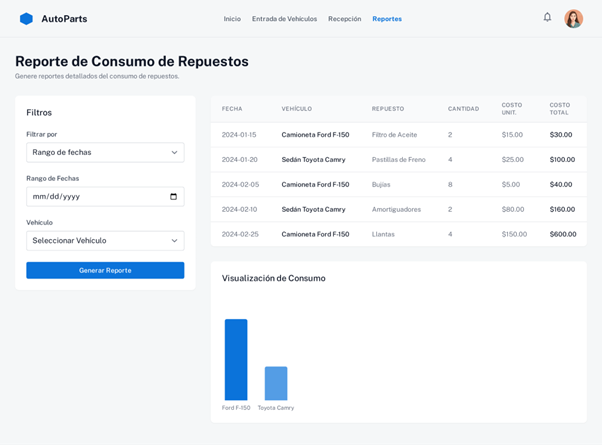 AutoParts
Inicio Entrada de Vehículos Recepción Reportes
Reporte de Consumo de Repuestos
Genere reportes detallados del consumo de repuestos.
Filtros
Filtrar por
Rango de fechas
Rango de Fechas
mm/dd/yyyy
Vehículo
Seleccionar Vehículo
Generar Reporte
FECHA VEHÍCULO REPUESTO CANTIDAD COSTO UNIT. COSTO TOTAL
2024-01-15 Camioneta Ford F-150 Filtro de Aceite 2 $15.00 $30.00
2024-01-20 Sedán Toyota Camry Pastillas de Freno 4 $25.00 $100.00
2024-02-05 Camioneta Ford F-150 Bujías 8 $5.00 $40.00
2024-02-10 Sedán Toyota Camry Amortiguadores 2 $80.00 $160.00
2024-02-25 Camioneta Ford F-150 Llantas 4 $150.00 $600.00
Visualización de Consumo
Ford F-150 Toyota Camry